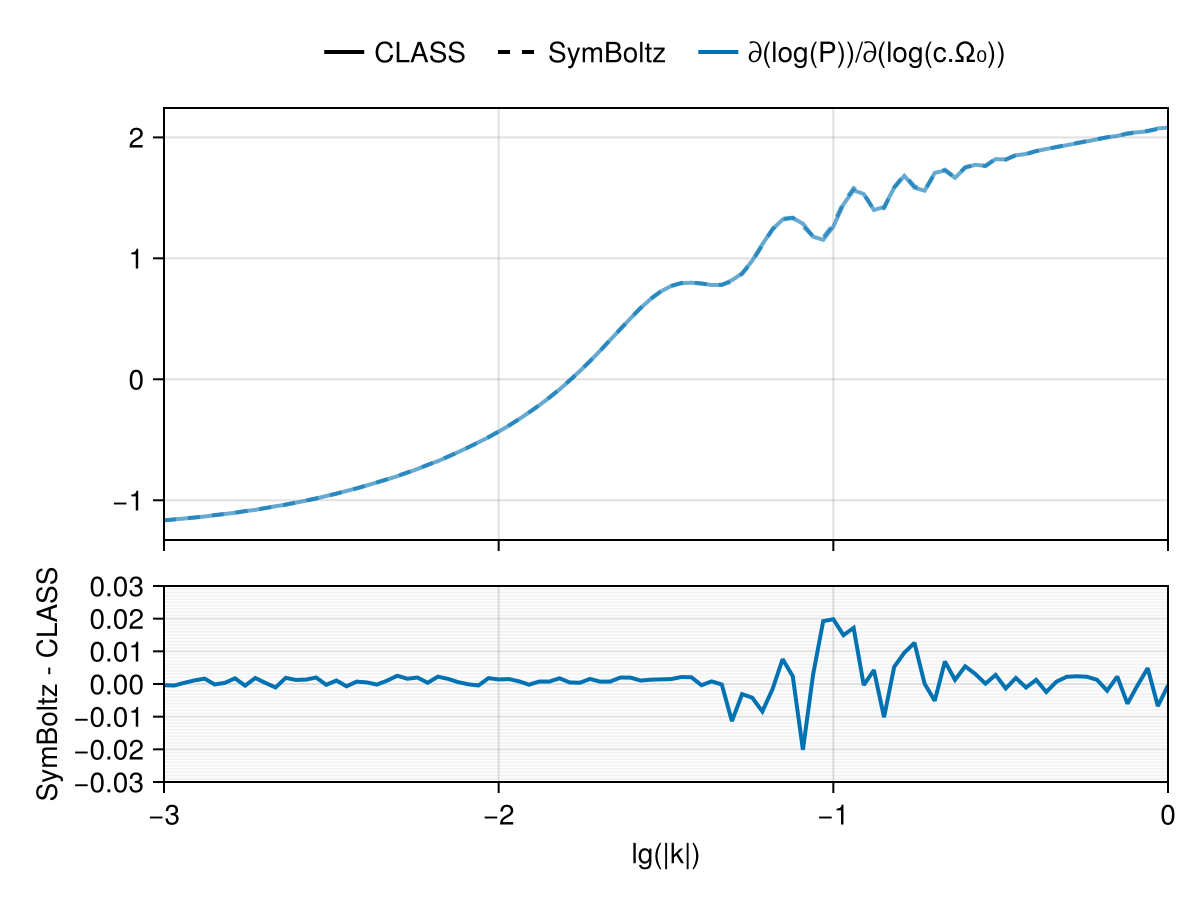 CLASS SymBoltz ∂(log(P))/∂(log(c.Ω₀))
2
1
0
−1
SymBoltz - CLASS
0.03
0.02
0.01
0.00
−0.01
−0.02
−0.03
−3 −2 −1 0
lg(|k|)